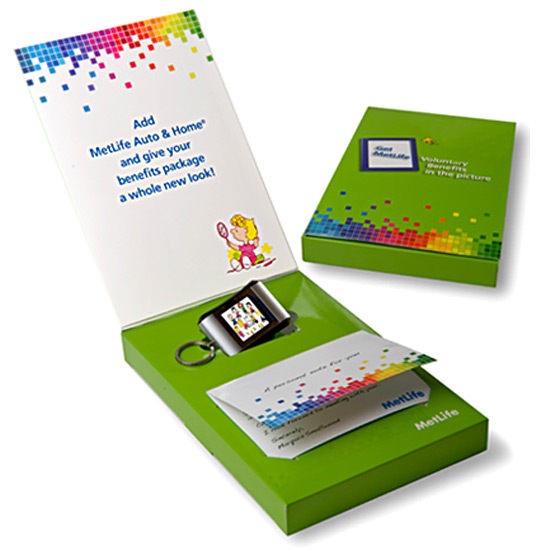 Add
MetLife Auto & Home®
and give your
benefits package
a whole new look!
Get
MetLife
Voluntary
Benefits
in the picture
A personal note for you!
Sincerely,
MetLife
MetLife